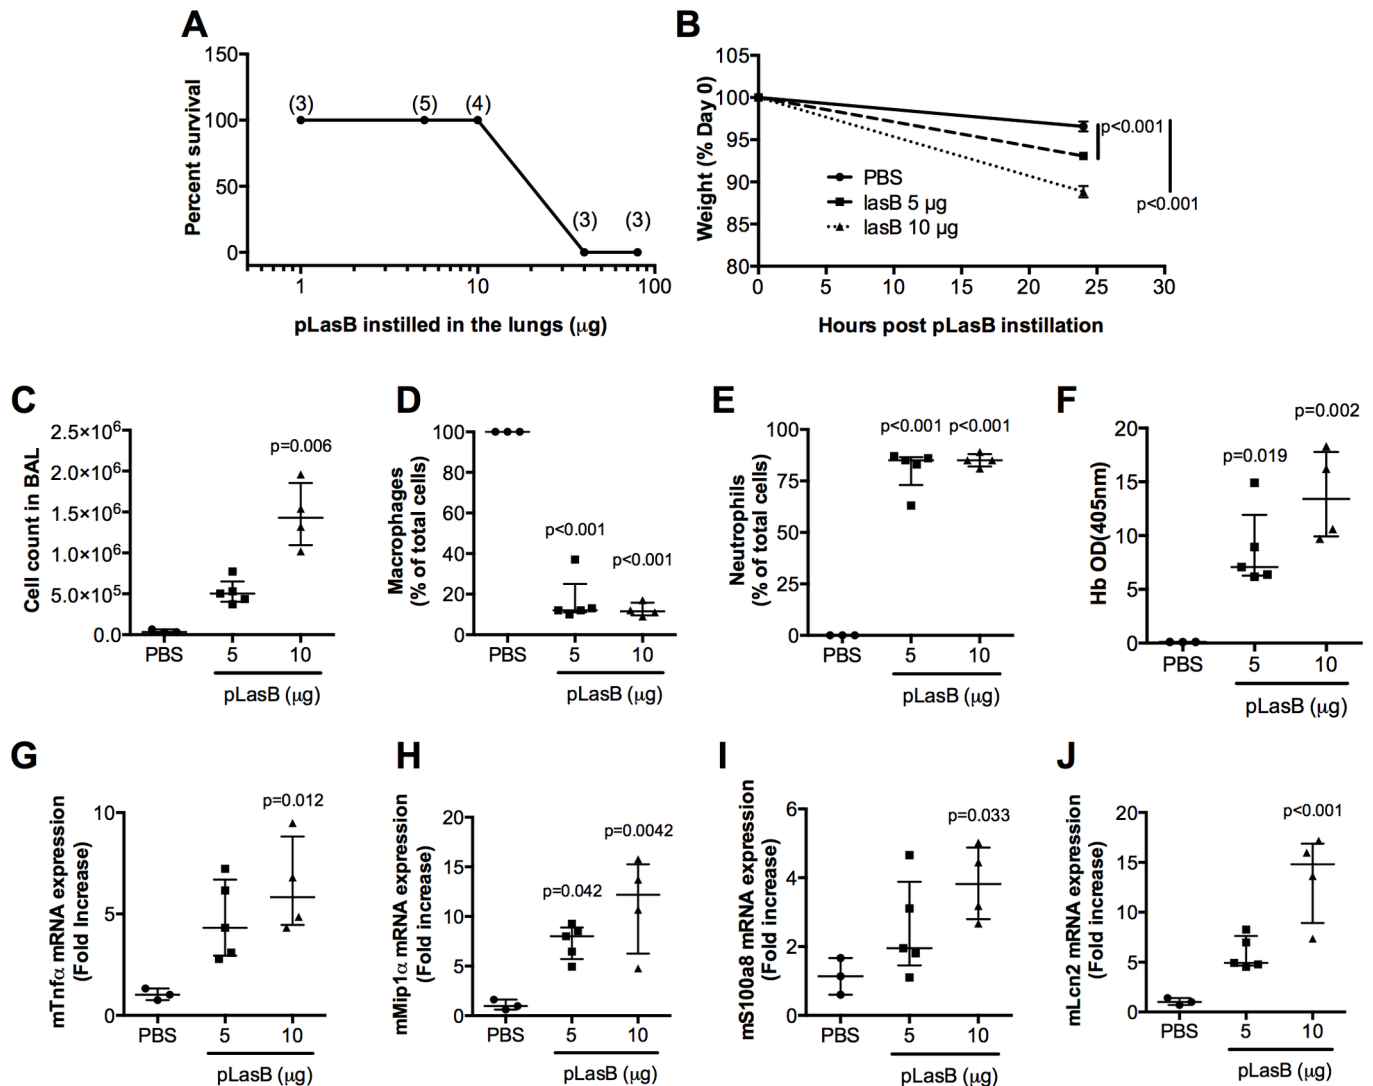 A
150
100
50
0
Percent survival
(3)
(5)
(4)
(3)
(3)
1
10
100
pLasB instilled in the lungs (μg)
B
105
100
95
90
85
80
Weight (% Day 0)
PBS
lasB 5 μg
lasB 10 μg
p<0.001
p<0.001
0
5
10
15
20
25
30
Hours post pLasB instillation
C
Cell count in BAL
2.5×10⁶
2.0×10⁶
1.5×10⁶
1.0×10⁶
5.0×10⁵
0.0
p=0.006
PBS
5
10
pLasB (μg)
D
Macrophages
(% of total cells)
100
80
60
40
20
0
p<0.001
p<0.001
PBS
5
10
pLasB (μg)
E
Neutrophils
(% of total cells)
100
75
50
25
0
p<0.001
p<0.001
PBS
5
10
pLasB (μg)
F
Hb OD(405nm)
20
15
10
5
0
p=0.019
p=0.002
PBS
5
10
pLasB (μg)
G
mTnfα mRNA expression
(Fold Increase)
10
5
0
p=0.012
PBS
5
10
pLasB (μg)
H
mMip1α mRNA expression
(Fold increase)
20
15
10
5
0
p=0.042
p=0.0042
PBS
5
10
pLasB (μg)
I
mS100a8 mRNA expression
(Fold increase)
6
4
2
0
p=0.033
PBS
5
10
pLasB (μg)
J
mLcn2 mRNA expression
(Fold increase)
20
15
10
5
0
p<0.001
PBS
5
10
pLasB (μg)